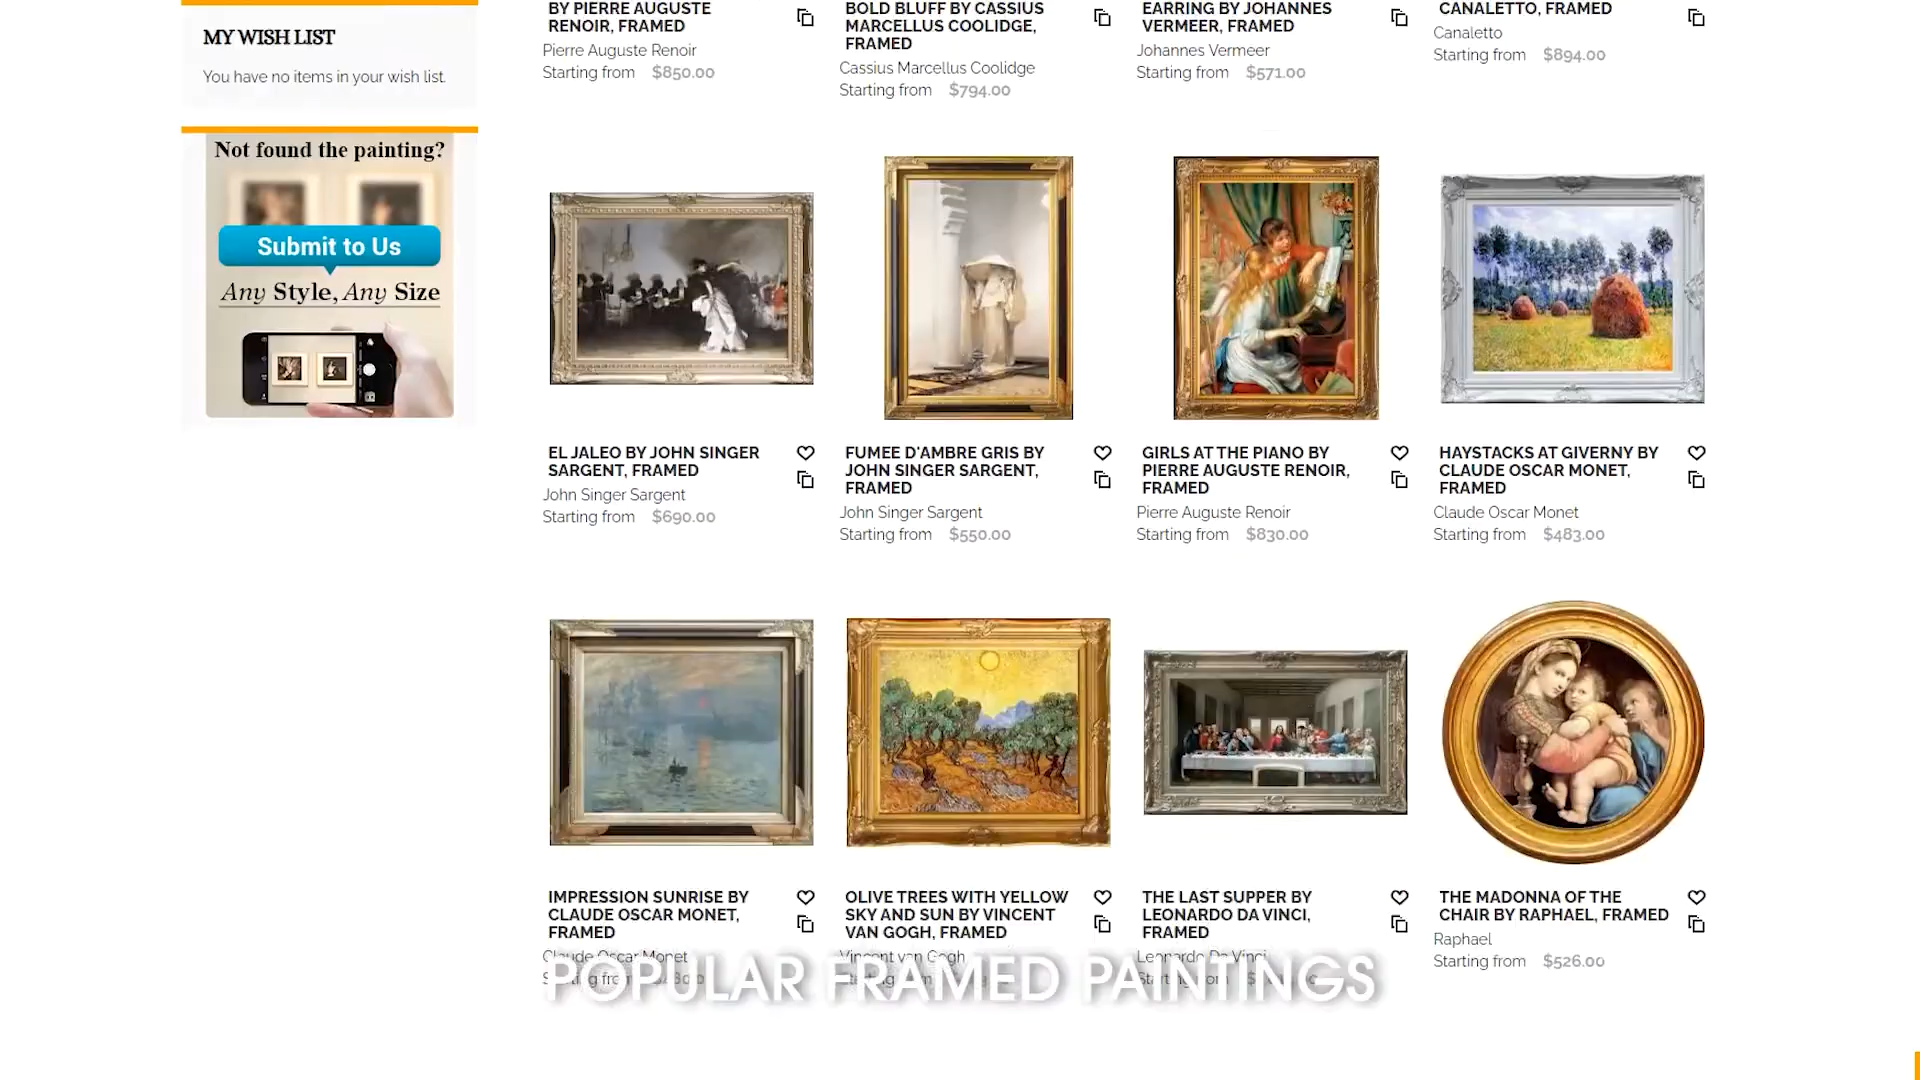 BY PIERRE AUGUSTE
RENOIR, FRAMED
Pierre Auguste Renoir
Starting from $850.00
BOLD BLUFF BY CASSIUS
MARCELLUS COOLIDGE,
FRAMED
Cassius Marcellus Coolidge
Starting from $794.00
EARRING BY JOHANNES
VERMEER, FRAMED
Johannes Vermeer
Starting from $571.00
CANALETTO, FRAMED
Canaletto
Starting from $894.00
MY WISH LIST
You have no items in your wish list.
Not found the painting?
Submit to Us
Any Style, Any Size
EL JALEO BY JOHN SINGER
SARGENT, FRAMED
John Singer Sargent
Starting from $690.00
FUMEE D'AMBRE GRIS BY
JOHN SINGER SARGENT,
FRAMED
John Singer Sargent
Starting from $550.00
GIRLS AT THE PIANO BY
PIERRE AUGUSTE RENOIR,
FRAMED
Pierre Auguste Renoir
Starting from $830.00
HAYSTACKS AT GIVERNY BY
CLAUDE OSCAR MONET,
FRAMED
Claude Oscar Monet
Starting from $483.00
IMPRESSION SUNRISE BY
CLAUDE OSCAR MONET,
FRAMED
Claude Oscar Monet
Starting from
OLIVE TREES WITH YELLOW
SKY AND SUN BY VINCENT
VAN GOGH, FRAMED
Vincent van Gogh
Starting from
THE LAST SUPPER BY
LEONARDO DA VINCI,
FRAMED
Leonardo Da Vinci
Starting from
THE MADONNA OF THE
CHAIR BY RAPHAEL, FRAMED
Raphael
Starting from $526.00
POPULAR FRAMED PAINTINGS